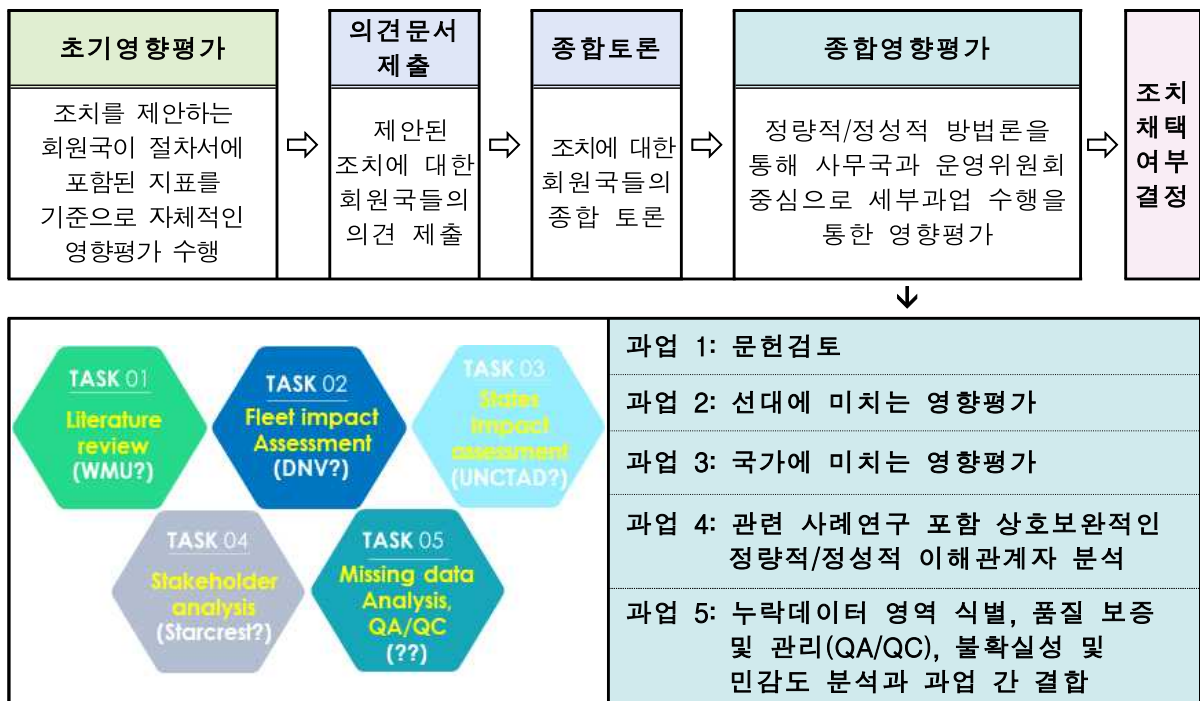 초기영향평가
조치를 제안하는
회원국이 절차서에
포함된 지표를
기준으로 자체적인
영향평가 수행
의견문서
제출
제안된
조치에 대한
회원국들의
의견 제출
종합토론
조치에 대한
회원국들의
종합 토론
종합영향평가
정량적/정성적 방법론을
통해 사무국과 운영위원회
중심으로 세부과업 수행을
통한 영향평가
조치
채택
여부
결정
TASK 01
Literature
review
(WMU?)
TASK 02
Fleet impact
Assessment
(DNV?)
TASK 03
States
Impact
assessment
(UNCTAD?)
TASK 04
Stakeholder
analysis
(Starcrest?)
TASK 05
Missing data
Analysis,
QA/QC
(??)
과업 1: 문헌검토
과업 2: 선대에 미치는 영향평가
과업 3: 국가에 미치는 영향평가
과업 4: 관련 사례연구 포함 상호보완적인
정량적/정성적 이해관계자 분석
과업 5: 누락데이터 영역 식별, 품질 보증
및 관리(QA/QC), 불확실성 및
민감도 분석과 과업 간 결합